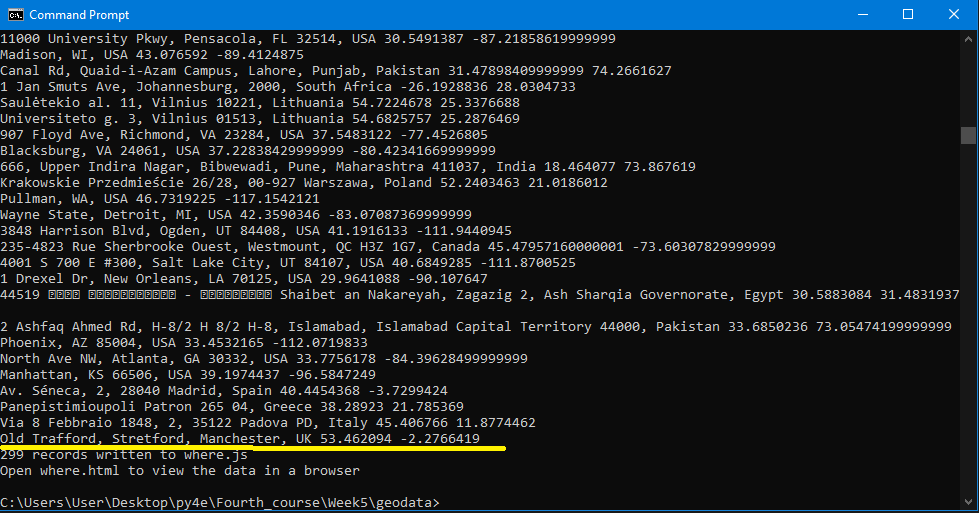 Command Prompt
11000 University Pkwy, Pensacola, FL 32514, USA 30.5491387 -87.21858619999999
Madison, WI, USA 43.076592 -89.4124875
Canal Rd, Quaid-i-Azam Campus, Lahore, Punjab, Pakistan 31.47898409999999 74.2661627
1 Jan Smuts Ave, Johannesburg, 2000, South Africa -26.1928836 28.0304733
Saulėtekio al. 11, Vilnius 10221, Lithuania 54.7224678 25.3376688
Universiteto g. 3, Vilnius 01513, Lithuania 54.6825757 25.2876469
907 Floyd Ave, Richmond, VA 23284, USA 37.5483122 -77.4526805
Blacksburg, VA 24061, USA 37.22838429999999 -80.42341669999999
666, Upper Indira Nagar, Bibwewadi, Pune, Maharashtra 411037, India 18.464077 73.867619
Krakowskie Przedmieście 26/28, 00-927 Warszawa, Poland 52.2403463 21.0186012
Pullman, WA, USA 46.7319225 -117.1542121
Wayne State, Detroit, MI, USA 42.3590346 -83.07087369999999
3848 Harrison Blvd, Ogden, UT 84408, USA 41.1916133 -111.9440945
235-4823 Rue Sherbrooke Ouest, Westmount, QC H3Z 1G7, Canada 45.47957160000001 -73.60307829999999
4001 S 700 E #300, Salt Lake City, UT 84107, USA 40.6849285 -111.8700525
1 Drexel Dr, New Orleans, LA 70125, USA 29.9641088 -90.107647
44519 - Shaibet an Nakareyah, Zagazig 2, Ash Sharqia Governorate, Egypt 30.5883084 31.4831937
2 Ashfaq Ahmed Rd, H-8/2 H 8/2 H-8, Islamabad, Islamabad Capital Territory 44000, Pakistan 33.6850236 73.05474199999999
Phoenix, AZ 85004, USA 33.4532165 -112.0719833
North Ave NW, Atlanta, GA 30332, USA 33.7756178 -84.39628499999999
Manhattan, KS 66506, USA 39.1974437 -96.5847249
Av. Séneca, 2, 28040 Madrid, Spain 40.4454368 -3.7299424
Panepistimioupoli Patron 265 04, Greece 38.28923 21.785369
Via 8 Febbraio 1848, 2, 35122 Padova PD, Italy 45.406766 11.8774462
Old Trafford, Stretford, Manchester, UK 53.462094 -2.2766419
299 records written to where.js
Open where.html to view the data in a browser
C:\Users\User\Desktop\py4e\Fourth_course\Week5\geodata>